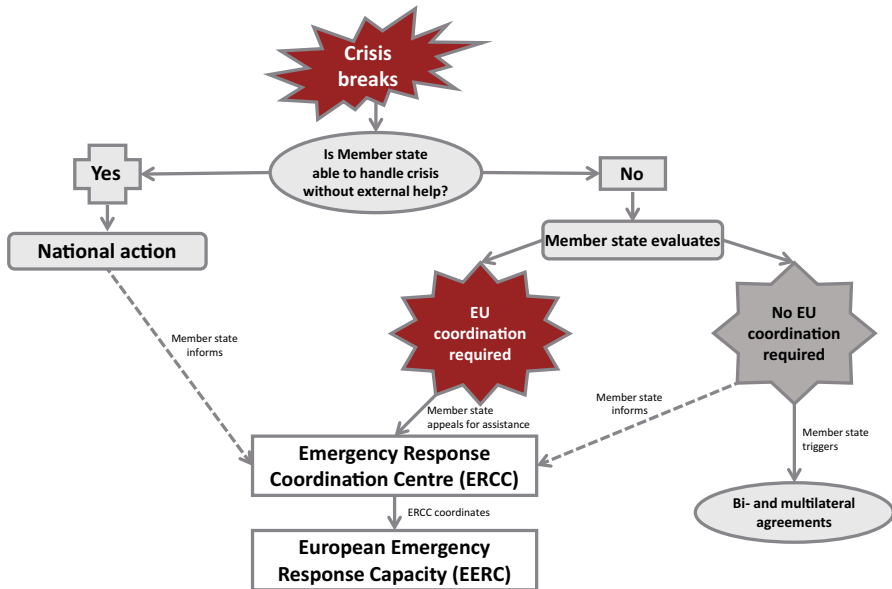 Crisis
breaks
Is Member state
able to handle crisis
without external help?
Yes
No
National action
Member state evaluates
EU
coordination
required
No EU
coordination
required
Member state
informs
Member state
appeals for assistance
Member state
informs
Member state
triggers
Emergency Response
Coordination Centre (ERCC)
Bi- and multilateral
agreements
ERCC coordinates
European Emergency
Response Capacity (EERC)